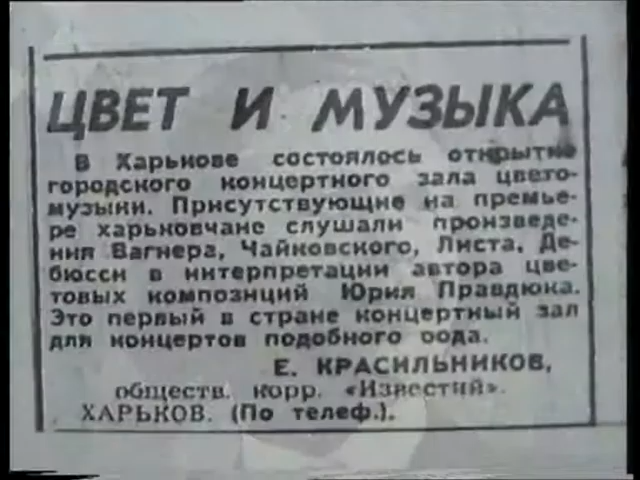 ЦВЕТ И МУЗЫКА
В Харькове состоялось открытие
городского концертного зала цвето-
музыки. Присутствующие на премье-
ре харьковчане слушали произведе-
ния Вагнера, Чайковского, Листа, Де-
бюсси в интерпретации автора цве-
товых композиций Юрия Правдюка.
Это первый в стране концертный зал
для концертов подобного рода.
Е. КРАСИЛЬНИКОВ,
обществ. корр. «Известий».
ХАРЬКОВ. (По телеф.).